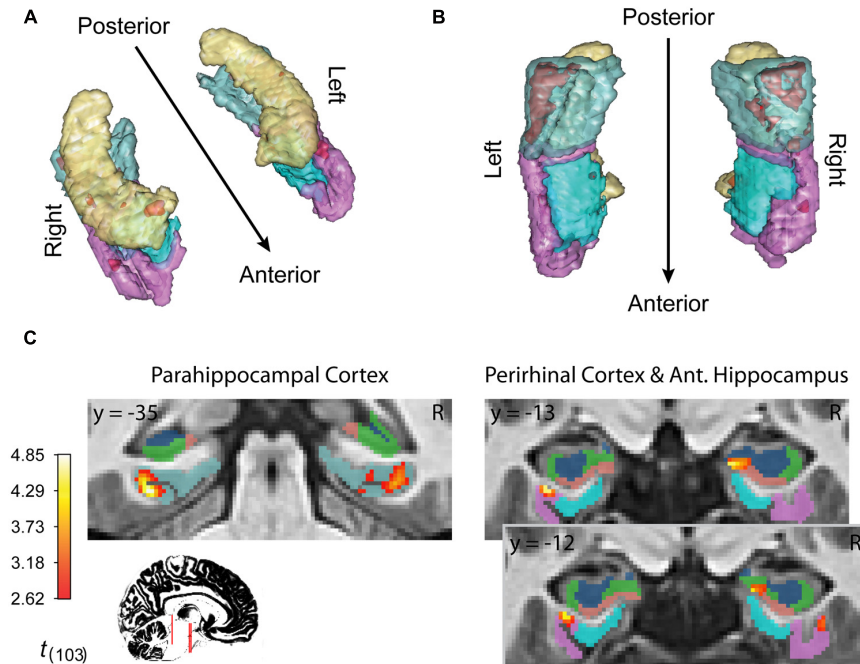 A
Posterior
Left
Right
Anterior
B
Posterior
Left
Right
Anterior
C
Parahippocampal Cortex
y = -35
R
4.85
4.29
3.73
3.18
2.62
t(103)
Perirhinal Cortex & Ant. Hippocampus
y = -13
R
y = -12
R